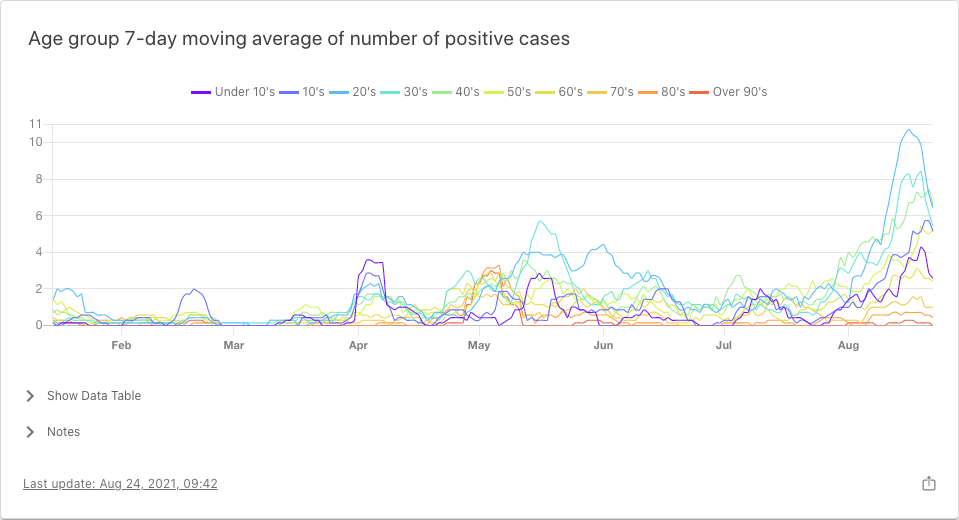 Age group 7-day moving average of number of positive cases
Under 10's 10's 20's 30's 40's 50's 60's 70's 80's Over 90's
11
10
8
6
4
2
0
Feb Mar Apr May Jun Jul Aug
Show Data Table
Notes
Last update: Aug 24, 2021, 09:42